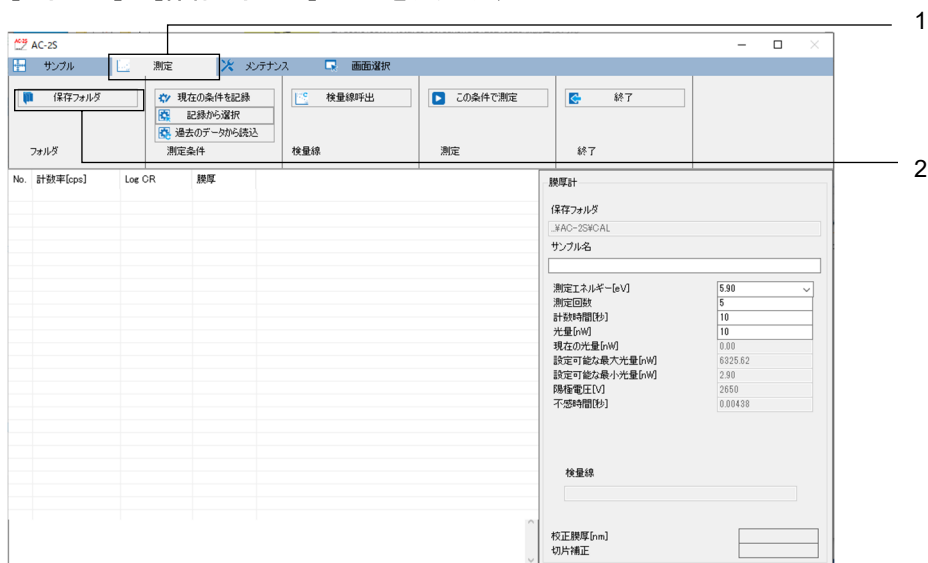 1
AC-2S
サンプル 測定 メンテナンス 画面選択
保存フォルダ 現在の条件を記録 検量線呼出 この条件で測定 終了
記録から選択
過去のデータから読込
フォルダ 測定条件 検量線 測定 終了
2
No. 計数率[cps] Log CR 膜厚
膜厚計
保存フォルダ
..¥AC-2S¥CAL
サンプル名
測定エネルギー[eV] 5.90
測定回数 5
計数時間[秒] 10
光量[nW] 10
現在の光量[nW] 0.00
設定可能な最大光量[nW] 6325.62
設定可能な最小光量[nW] 2.90
陽極電圧[V] 2650
不感時間[秒] 0.00438
検量線
校正膜厚[nm]
切片補正